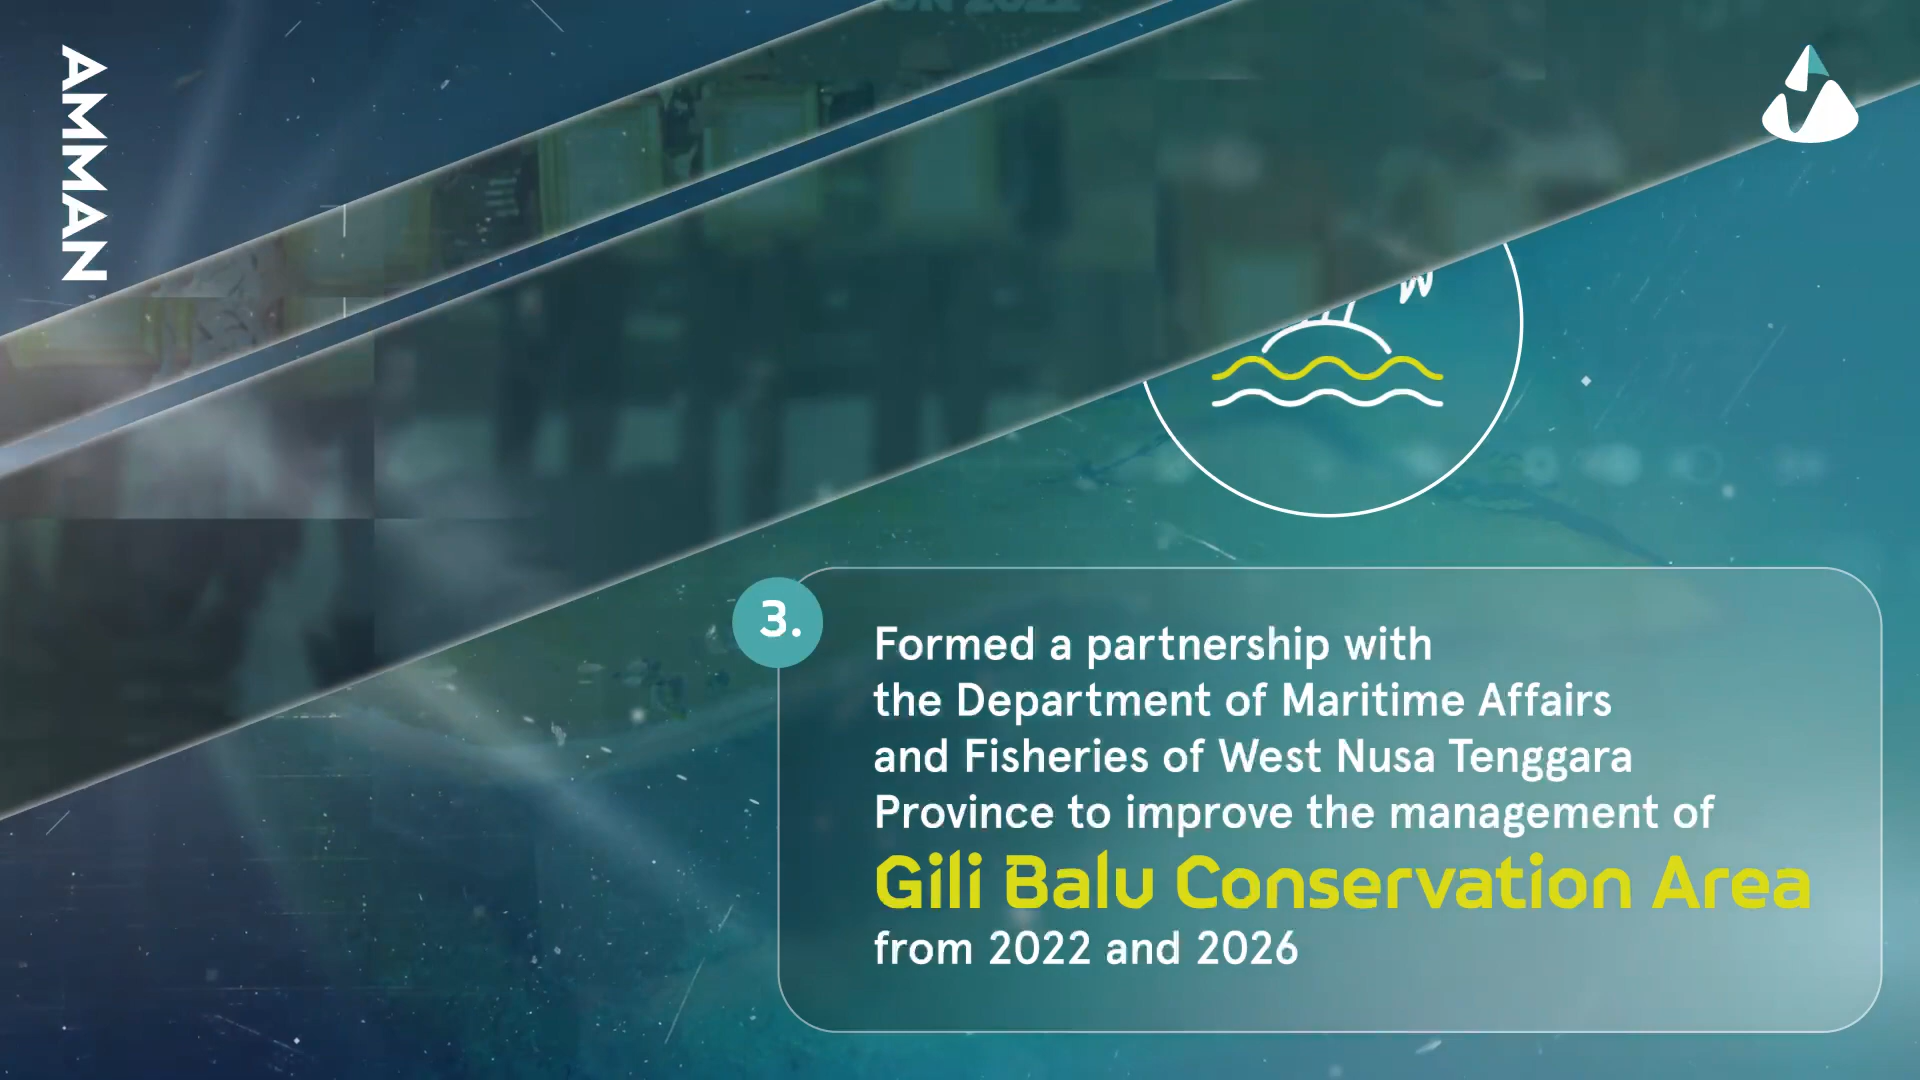 AMMAN
3.
Formed a partnership with
the Department of Maritime Affairs
and Fisheries of West Nusa Tenggara
Province to improve the management of
Gili Balu Conservation Area
from 2022 and 2026